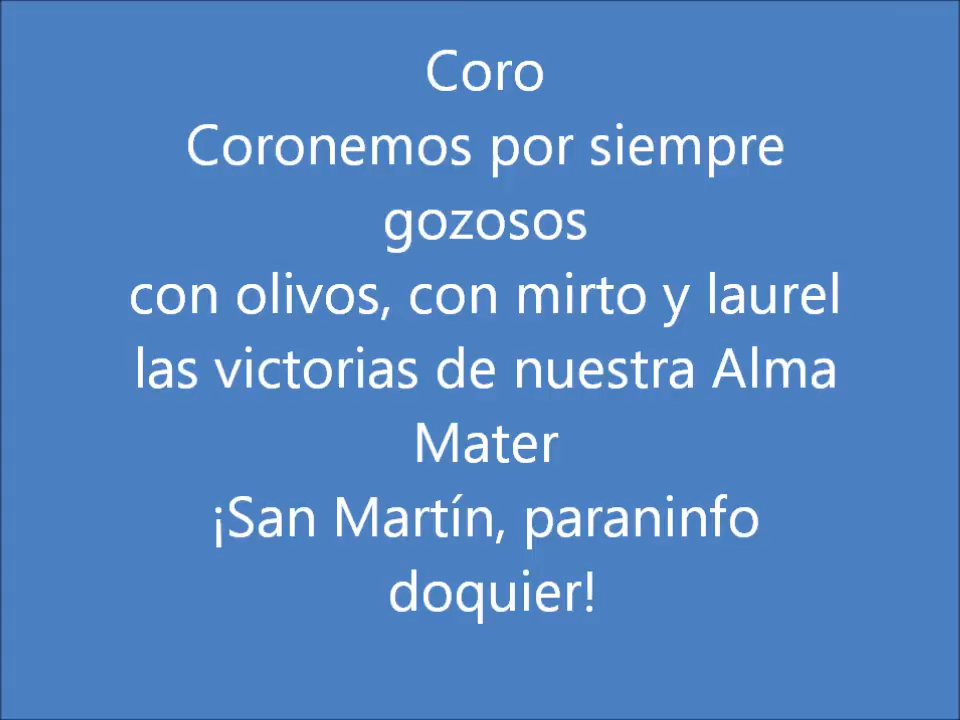 Coro
Coronemos por siempre
gozosos
con olivos, con mirto y laurel
las victorias de nuestra Alma
Mater
¡San Martín, paraninfo
doquier!